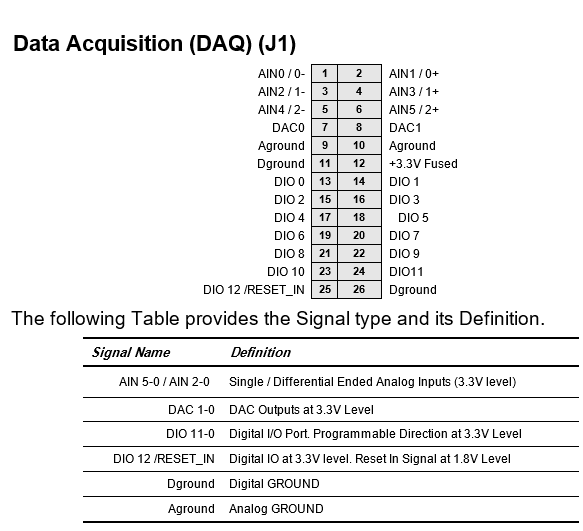 Data Acquisition (DAQ) (J1)
AIN0 / 0- 1 2 AIN1 / 0+
AIN2 / 1- 3 4 AIN3 / 1+
AIN4 / 2- 5 6 AIN5 / 2+
DAC0 7 8 DAC1
Aground 9 10 Aground
Dground 11 12 +3.3V Fused
DIO 0 13 14 DIO 1
DIO 2 15 16 DIO 3
DIO 4 17 18 DIO 5
DIO 6 19 20 DIO 7
DIO 8 21 22 DIO 9
DIO 10 23 24 DIO11
DIO 12 /RESET_IN 25 26 Dground
The following Table provides the Signal type and its Definition.
Signal Name Definition
AIN 5-0 / AIN 2-0 Single / Differential Ended Analog Inputs (3.3V level)
DAC 1-0 DAC Outputs at 3.3V Level
DIO 11-0 Digital I/O Port. Programmable Direction at 3.3V Level
DIO 12 /RESET_IN Digital IO at 3.3V level. Reset In Signal at 1.8V Level
Dground Digital GROUND
Aground Analog GROUND